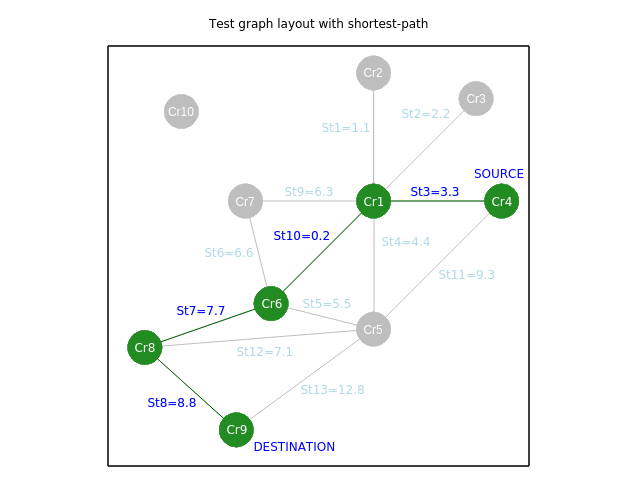 Test graph layout with shortest-path
Cr2
Cr3
Cr10
St2=2.2
St1=1.1
SOURCE
St9=6.3
St3=3.3
Cr7
Cr1
Cr4
St10=0.2
St4=4.4
St6=6.6
St11=9.3
Cr6
St5=5.5
St7=7.7
Cr5
Cr8
St12=7.1
St13=12.8
St8=8.8
Cr9
DESTINATION